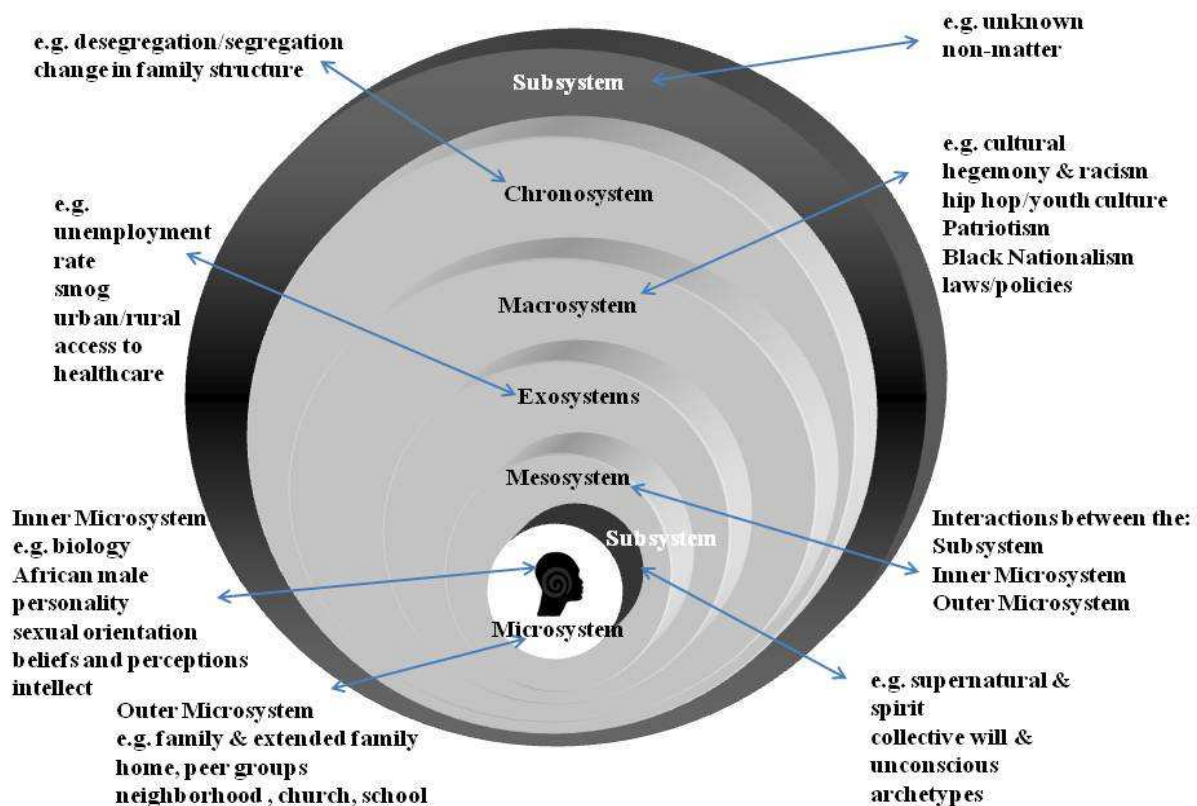 e.g. desegregation/segregation
change in family structure
e.g. unknown
non-matter
Subsystem
e.g. cultural
hegemony & racism
hip hop/youth culture
Patriotism
Black Nationalism
laws/policies
Chronosystem
e.g.
unemployment
rate
smog
urban/rural
access to
healthcare
Macrosystem
Exosystems
Mesosystem
Inner Microsystem
e.g. biology
African male
personality
sexual orientation
beliefs and perceptions
intellect
Subsystem
Microsystem
Interactions between the:
Subsystem
Inner Microsystem
Outer Microsystem
Outer Microsystem
e.g. family & extended family
home, peer groups
neighborhood , church, school
e.g. supernatural &
spirit
collective will &
unconscious
archetypes